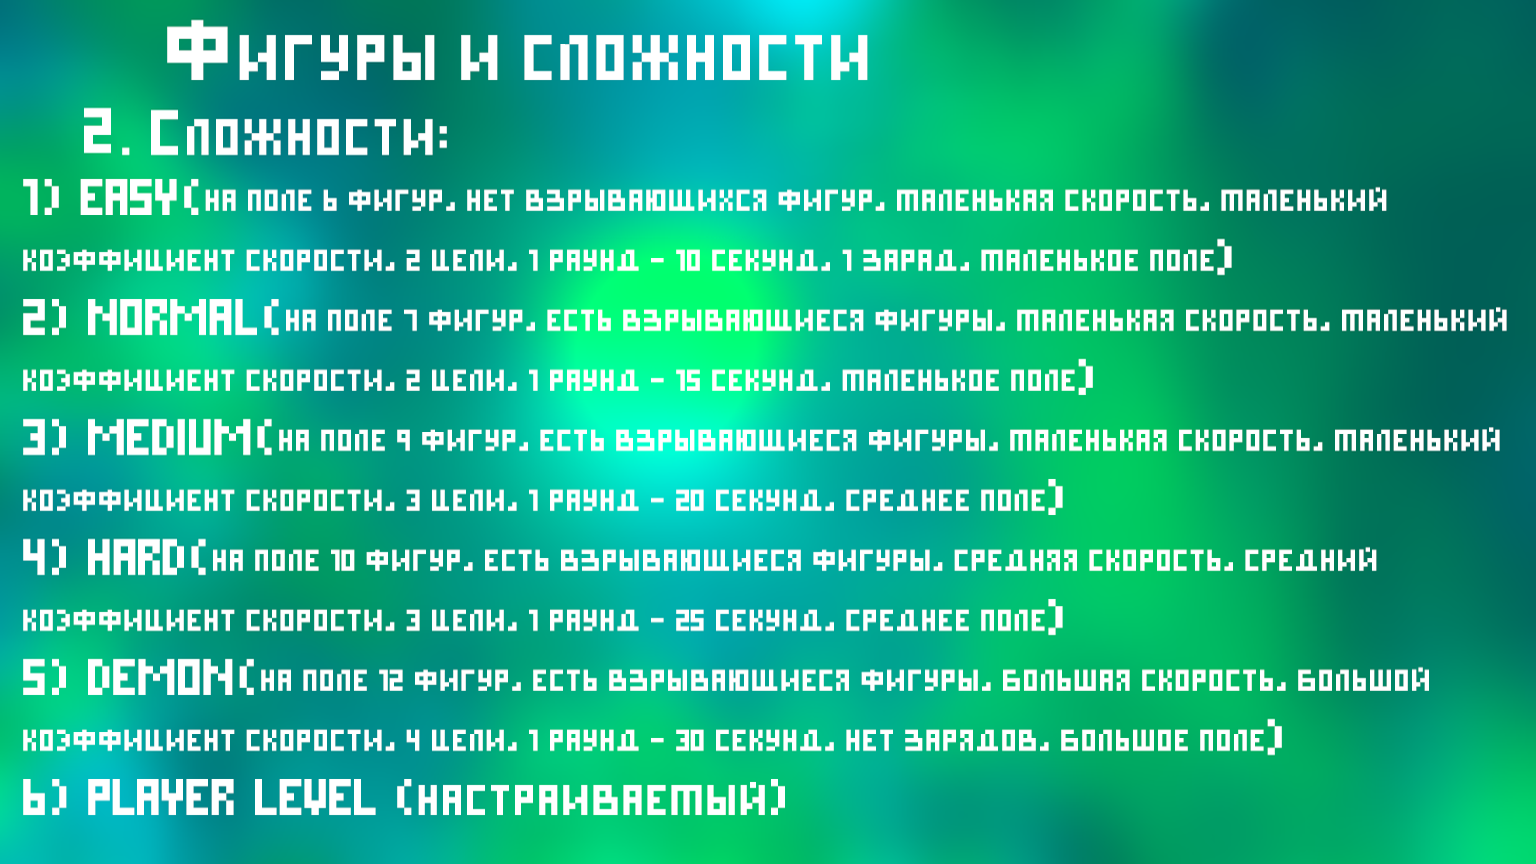 Фигуры и сложности
2. Сложности:
1) EASY(на поле 6 фигур, нет взрывающихся фигур, маленькая скорость, маленький
коэффициент скорости, 2 цели, 1 раунд - 10 секунд, 1 заряд, маленькое поле)
2) NORMAL(на поле 7 фигур, есть взрывающиеся фигуры, маленькая скорость, маленький
коэффициент скорости, 2 цели, 1 раунд - 15 секунд, маленькое поле)
3) MEDIUM(на поле 9 фигур, есть взрывающиеся фигуры, маленькая скорость, маленький
коэффициент скорости, 3 цели, 1 раунд - 20 секунд, среднее поле)
4) HARD(на поле 10 фигур, есть взрывающиеся фигуры, средняя скорость, средний
коэффициент скорости, 3 цели, 1 раунд - 25 секунд, среднее поле)
5) DEMON(на поле 12 фигур, есть взрывающиеся фигуры, большая скорость, большой
коэффициент скорости, 4 цели, 1 раунд - 30 секунд, нет зарядов, большое поле)
6) PLAYER LEVEL (настраиваемый)